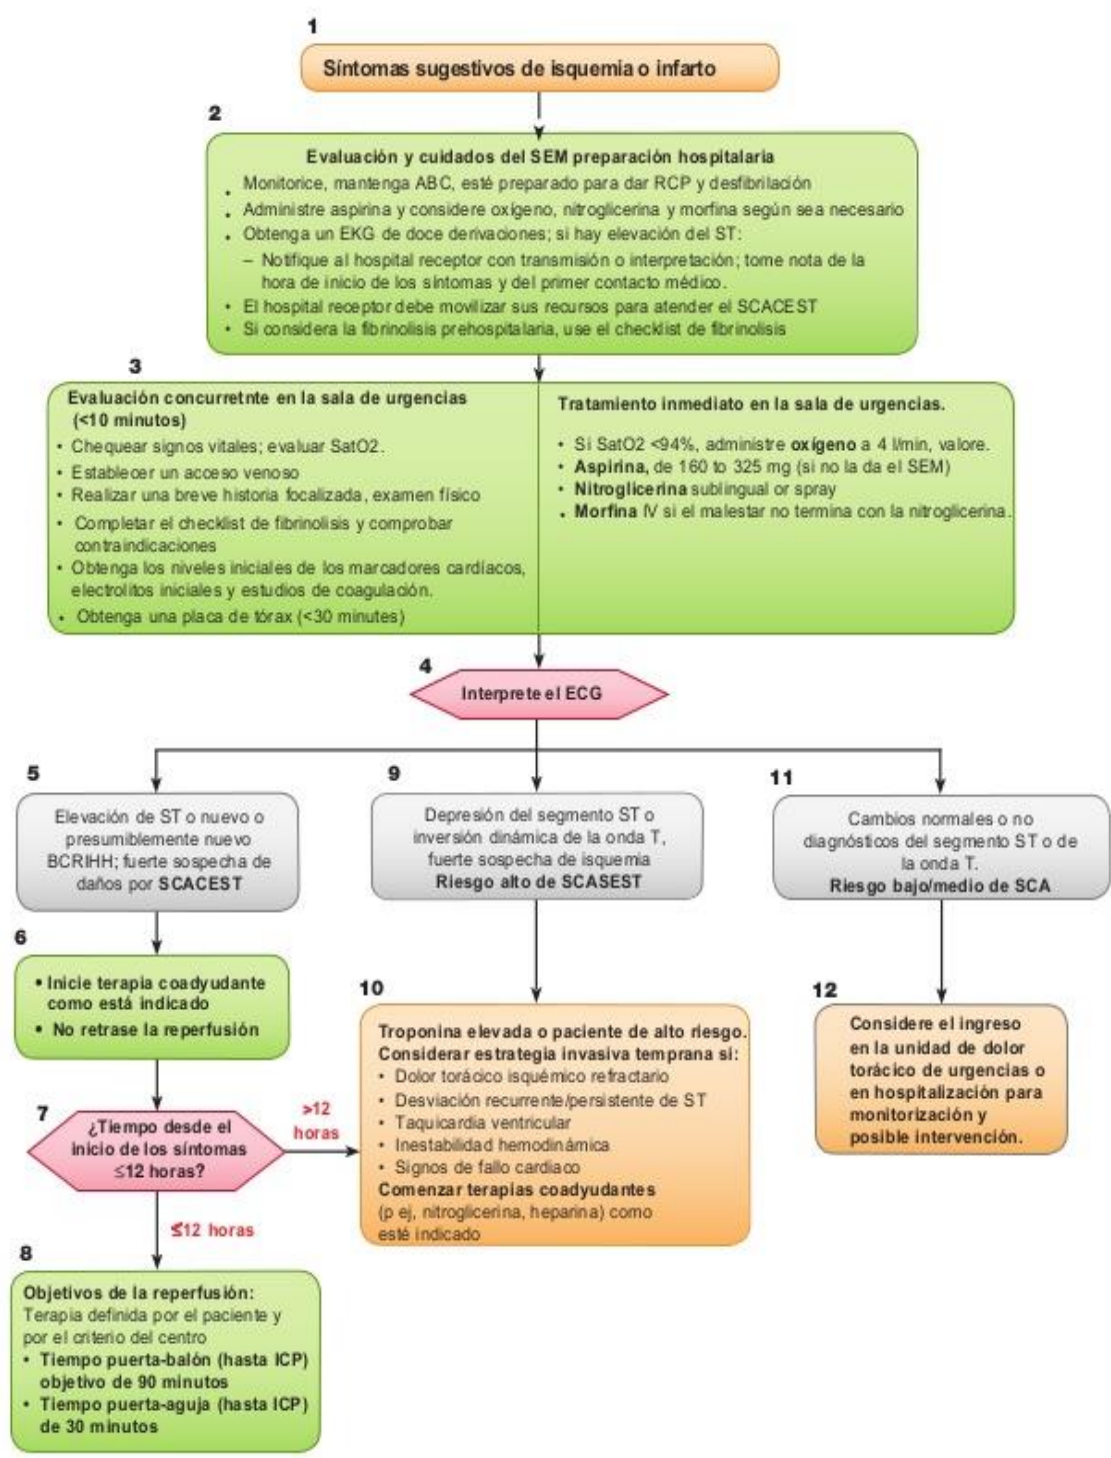 1
Síntomas sugestivos de isquemia o infarto
2
Evaluación y cuidados del SEM preparación hospitalaria
• Monitorice, mantenga ABC, esté preparado para dar RCP y desfibrilación
• Administre aspirina y considere oxígeno, nitroglicerina y morfina según sea necesario
• Obtenga un EKG de doce derivaciones; si hay elevación del ST:
– Notifique al hospital receptor con transmisión o interpretación; tome nota de la
hora de inicio de los síntomas y del primer contacto médico.
• El hospital receptor debe movilizar sus recursos para atender el SCACEST
• Si considera la fibrinolisis prehospitalaria, use el checklist de fibrinolisis
3
Evaluación concurretnte en la sala de urgencias
(<10 minutos)
• Chequear signos vitales; evaluar SatO2.
• Establecer un acceso venoso
• Realizar una breve historia focalizada, examen físico
• Completar el checklist de fibrinolisis y comprobar
contraindicaciones
• Obtenga los niveles iniciales de los marcadores cardíacos,
electrolitos iniciales y estudios de coagulación.
• Obtenga una placa de tórax (<30 minutes)
Tratamiento inmediato en la sala de urgencias.
• Si SatO2 <94%, administre oxígeno a 4 l/min, valore.
• Aspirina, de 160 to 325 mg (si no la da el SEM)
• Nitroglicerina sublingual or spray
• Morfina IV si el malestar no termina con la nitroglicerina.
4
Interprete el ECG
5
Elevación de ST o nuevo o
presumiblemente nuevo
BCRIHH; fuerte sospecha de
daños por SCACEST
6
• Inicie terapia coadyudante
como está indicado
• No retrase la reperfusión
7
¿Tiempo desde el
inicio de los síntomas
≤12 horas?
>12
horas
≤12 horas
8
Objetivos de la reperfusión:
Terapia definida por el paciente y
por el criterio del centro
• Tiempo puerta-balón (hasta ICP)
objetivo de 90 minutos
• Tiempo puerta-aguja (hasta ICP)
de 30 minutos
9
Depresión del segmento ST o
inversión dinámica de la onda T,
fuerte sospecha de isquemia
Riesgo alto de SCASEST
10
Troponina elevada o paciente de alto riesgo.
Considerar estrategia invasiva temprana si:
• Dolor torácico isquémico refractario
• Desviación recurrente/persistente de ST
• Taquicardia ventricular
• Inestabilidad hemodinámica
• Signos de fallo cardiaco
Comenzar terapias coadyudantes
(p ej, nitroglicerina, heparina) como
esté indicado
11
Cambios normales o no
diagnósticos del segmento ST o de
la onda T.
Riesgo bajo/medio de SCA
12
Considere el ingreso
en la unidad de dolor
torácico de urgencias o
en hospitalización para
monitorización y
posible intervención.